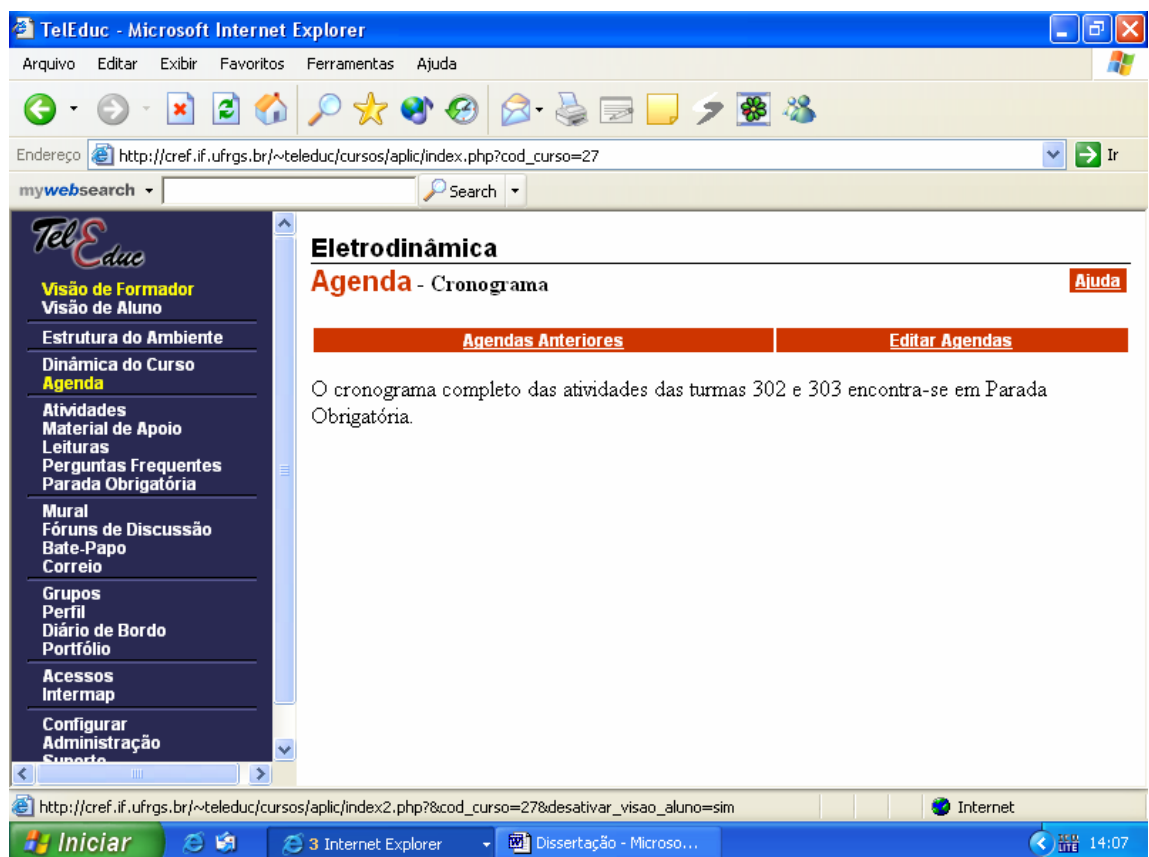 TelEduc - Microsoft Internet Explorer
Arquivo Editar Exibir Favoritos Ferramentas Ajuda
Endereço http://cref.if.ufrgs.br/~teleduc/cursos/aplic/index.php?cod_curso=27 Ir
mywebsearch Search
TelEduc
Visão de Formador
Visão de Aluno
Estrutura do Ambiente
Dinâmica do Curso
Agenda
Atividades
Material de Apoio
Leituras
Perguntas Frequentes
Parada Obrigatória
Mural
Fóruns de Discussão
Bate-Papo
Correio
Grupos
Perfil
Diário de Bordo
Portfólio
Acessos
Intermap
Configurar
Administração
Suporte
Eletrodinâmica
Agenda - Cronograma Ajuda
Agendas Anteriores Editar Agendas
O cronograma completo das atividades das turmas 302 e 303 encontra-se em Parada
Obrigatória.
http://cref.if.ufrgs.br/~teleduc/cursos/aplic/index2.php?&cod_curso=27&desativar_visao_aluno=sim Internet
Iniciar 3 Internet Explorer Dissertação - Microso... 14:07